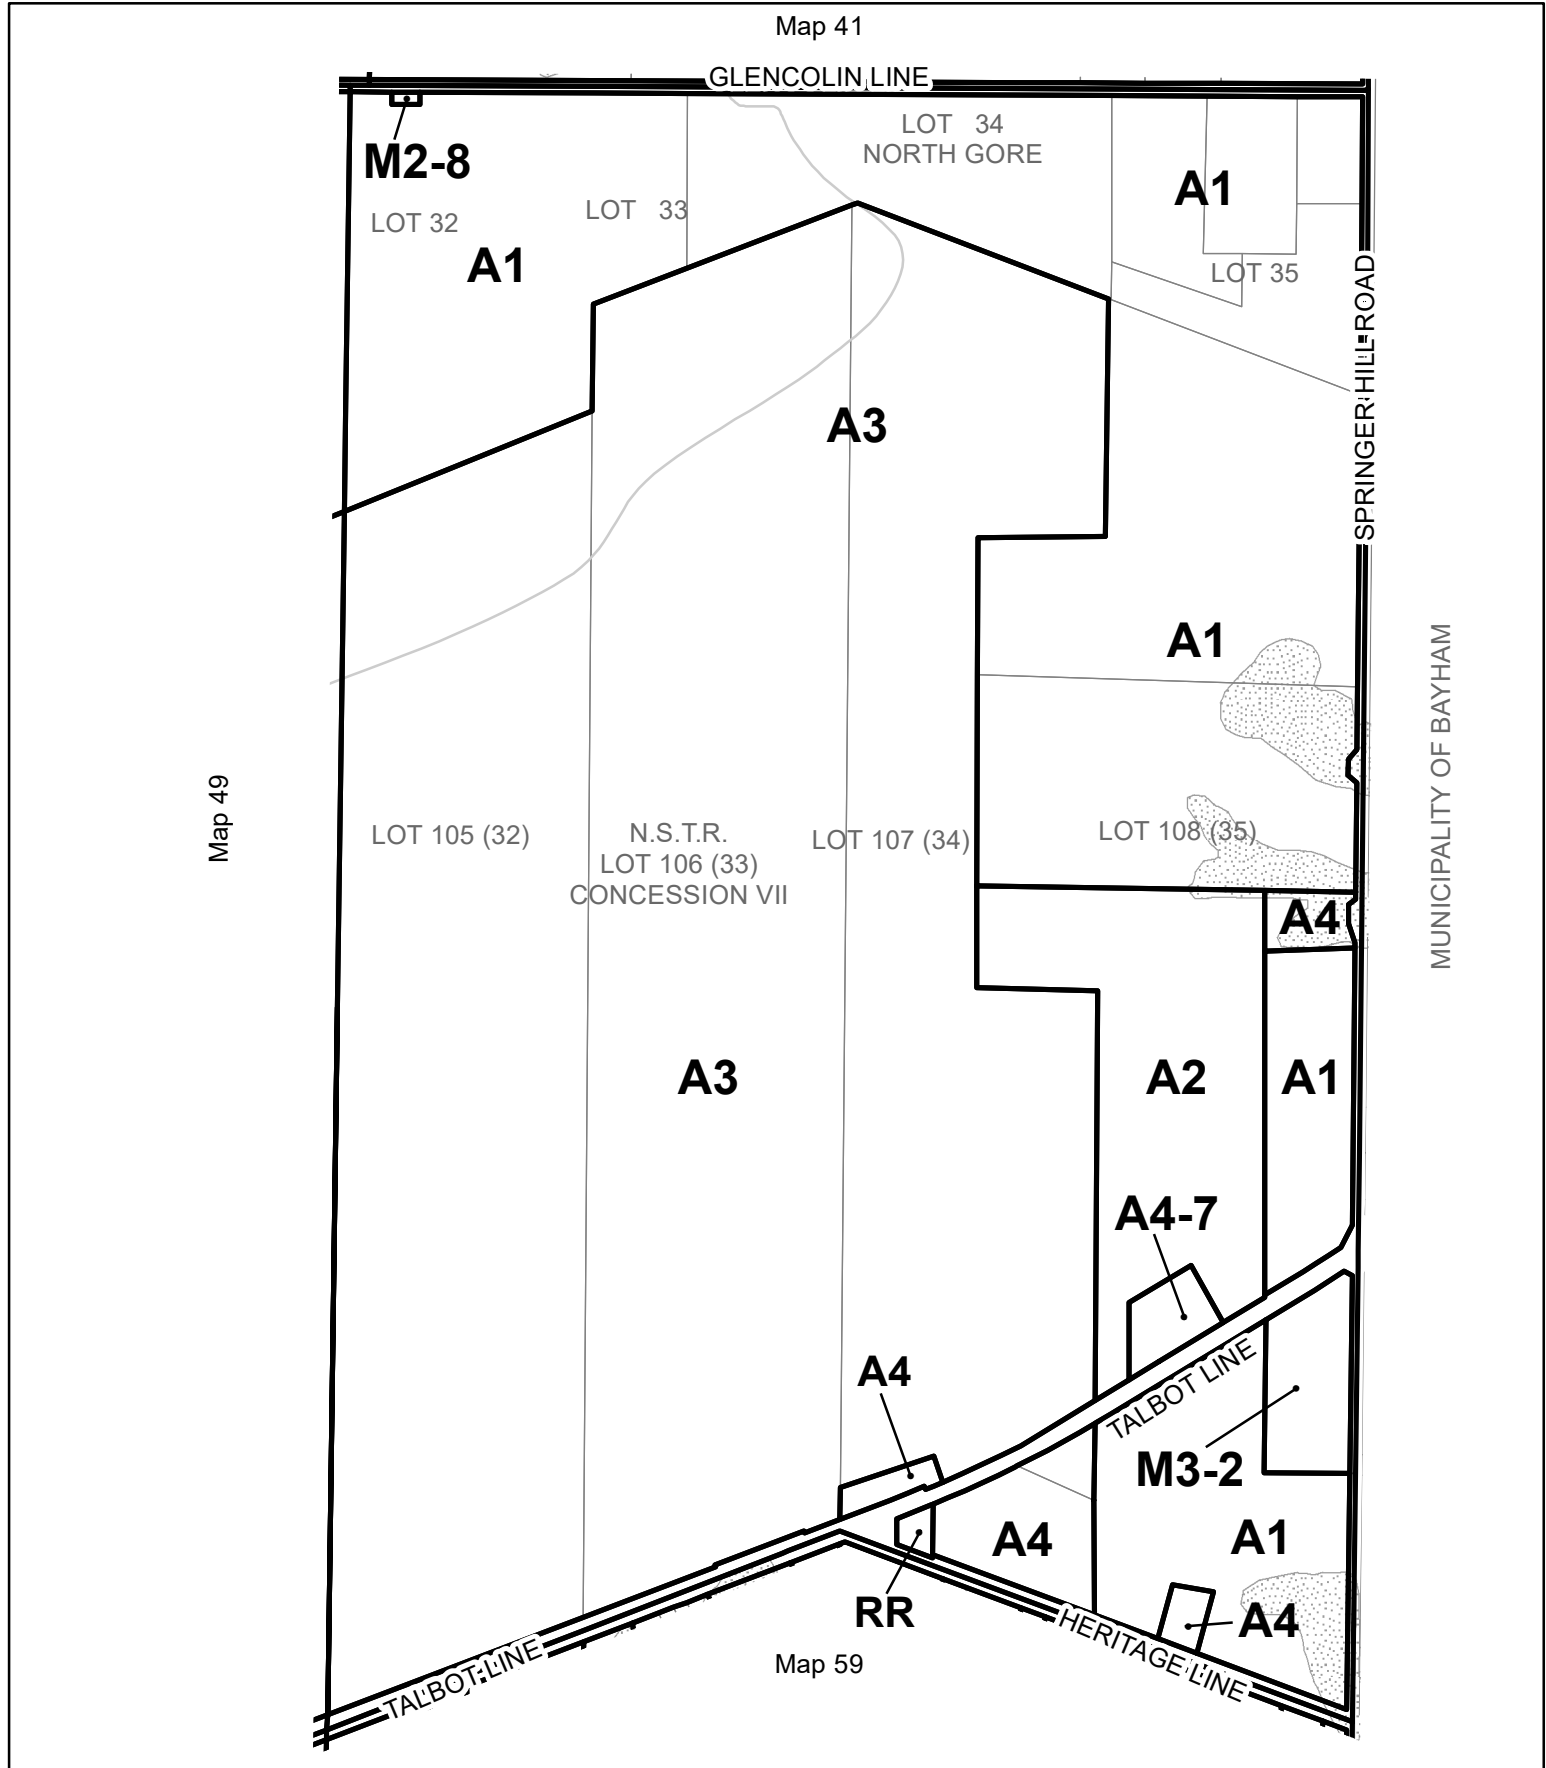 Map 41
GLENCOLIN LINE
LOT 34
NORTH GORE
M2-8
A1
LOT 33
LOT 32
A1
LOT 35
SPRINGER HILL ROAD
A3
A1
MUNICIPALITY OF BAYHAM
Map 49
LOT 105 (32)
N.S.T.R.
LOT 106 (33)
CONCESSION VII
LOT 107 (34)
LOT 108 (35)
A4
A3
A2
A1
A4-7
A4
TALBOT LINE
M3-2
A4
A1
RR
A4
HERITAGE LINE
TALBOT LINE
Map 59